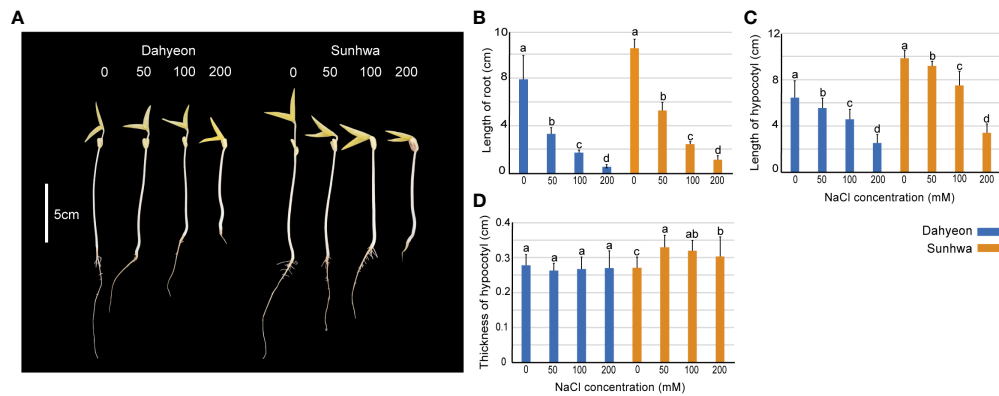 A
Dahyeon Sunhwa
0 50 100 200 0 50 100 200
5cm
B
Length of root (cm)
10
8
4
2
0
a b c d a b c d
0 50 100 200 0 50 100 200
C
Length of hypocotyl (cm)
12
8
4
0
a b c d a b c d
0 50 100 200 0 50 100 200
NaCl concentration (mM)
D
Thickness of hypocotyl (cm)
0.4
0.3
0.2
0.1
0
a a a a c a ab b
0 50 100 200 0 50 100 200
NaCl concentration (mM)
Dahyeon
Sunhwa